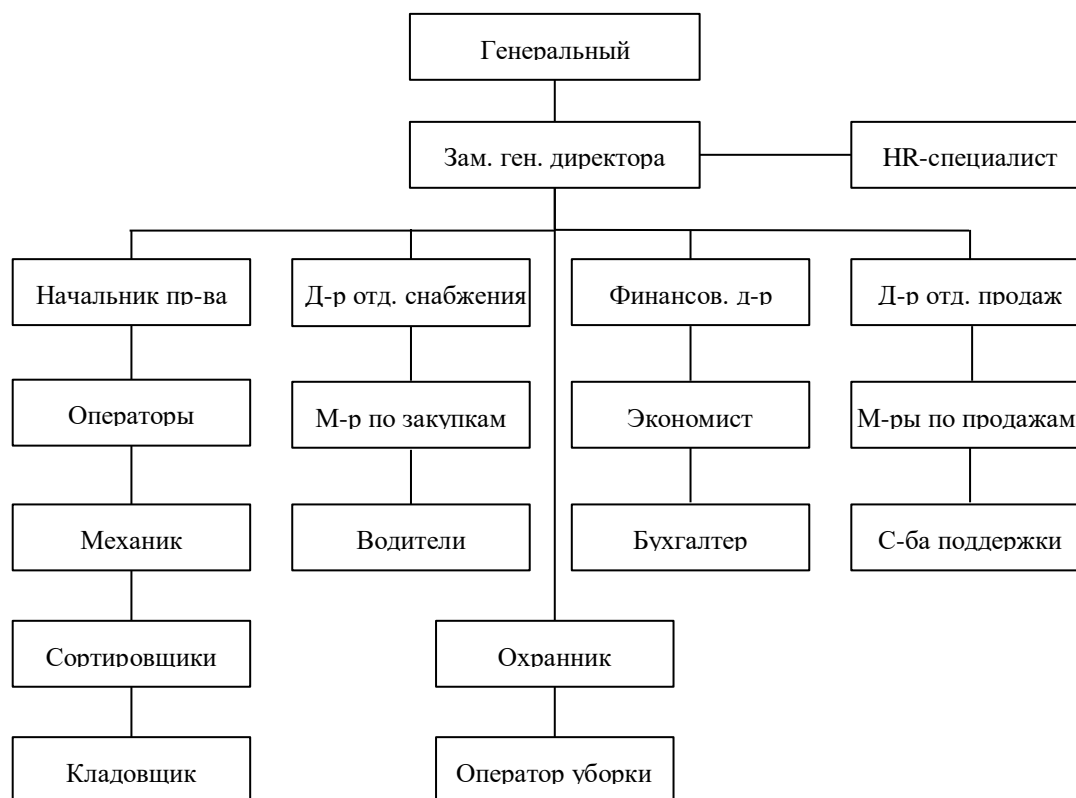 Генеральный
Зам. ген. директора
HR-специалист
Начальник пр-ва
Д-р отд. снабжения
Финансов. д-р
Д-р отд. продаж
Операторы
М-р по закупкам
Экономист
М-ры по продажам
Механик
Водители
Бухгалтер
С-ба поддержки
Сортировщики
Охранник
Кладовщик
Оператор уборки